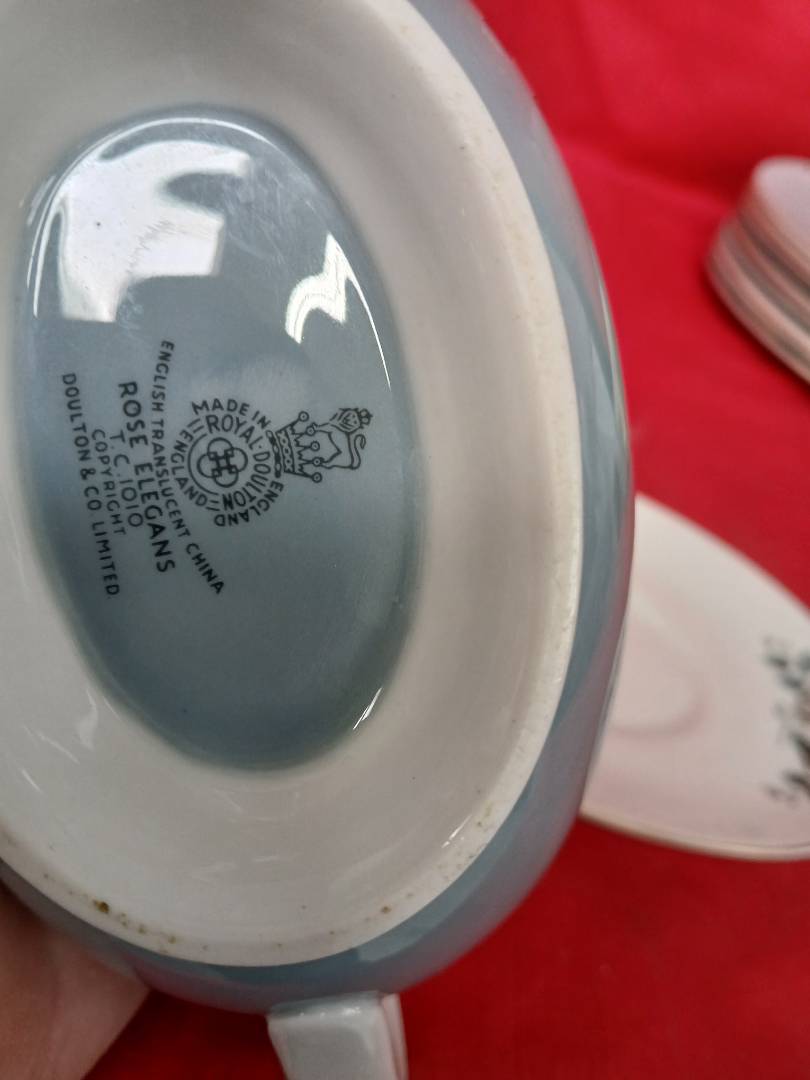 MADE IN
ENGLAND
ROYAL·DOULTON
ENGLAND
ENGLISH TRANSLUCENT CHINA
ROSE ELEGANS
T.C.1010
COPYRIGHT
DOULTON & CO. LIMITED.